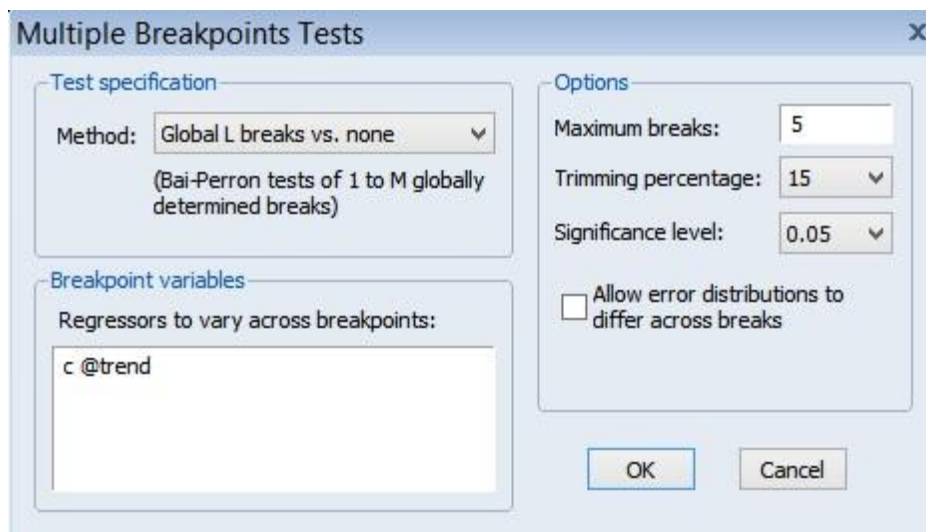 Multiple Breakpoints Tests
x
Test specification
Method: Global L breaks vs. none
(Bai-Perron tests of 1 to M globally
determined breaks)
Breakpoint variables
Regressors to vary across breakpoints:
c @trend
Options
Maximum breaks: 5
Trimming percentage: 15
Significance level: 0.05
Allow error distributions to
differ across breaks
OK
Cancel